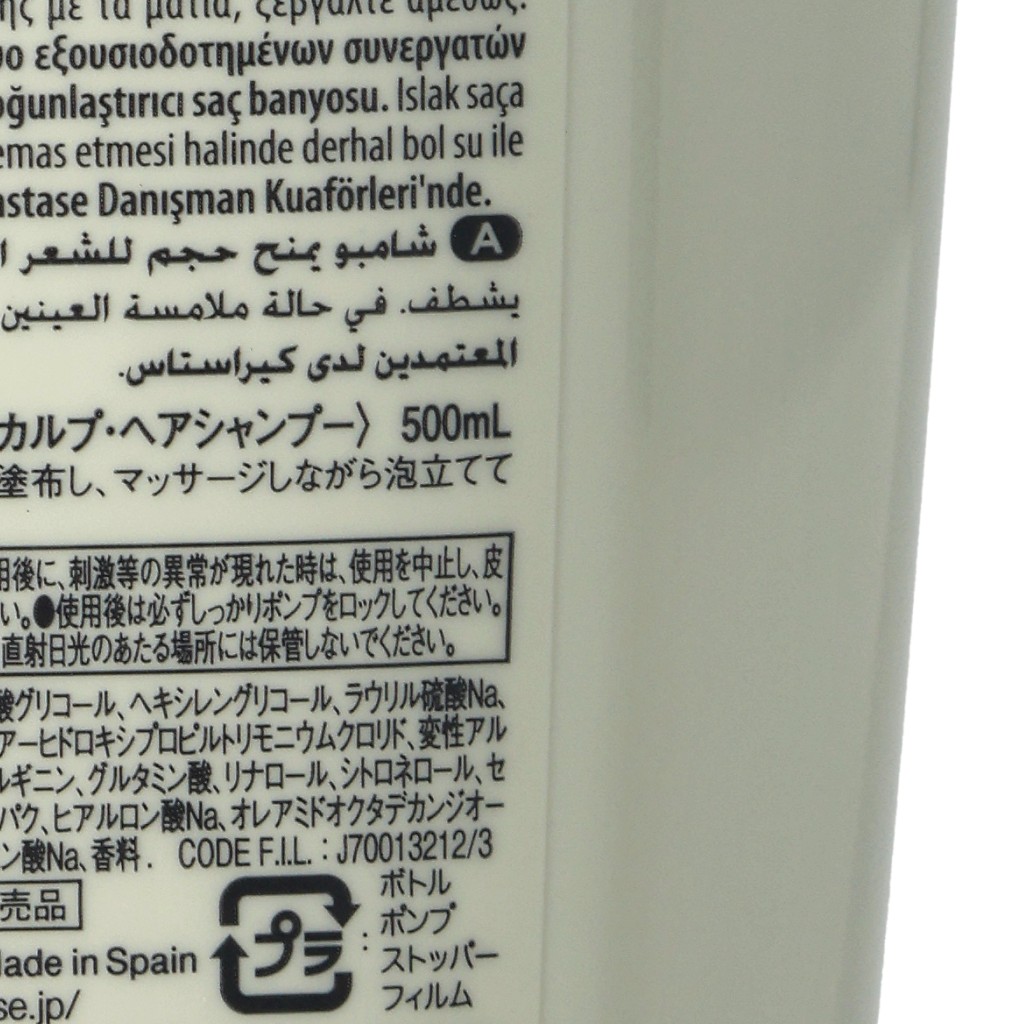 με τα μάτια, ξεβγάλτε αμέσως.
εξουσιοδοτημένων συνεργατών
oğunlaştırıcı saç banyosu. Islak saça
emas etmesi halinde derhal bol su ile
astase Danışman Kuaförleri'nde.
A شامبو يمنح حجم للشعر
يشطف. في حالة ملامسة العينين
المعتمدين لدى كيراستاس.
カルプ・ヘアシャンプー〉 500mL
塗布し、マッサージしながら泡立てて
用後に、刺激等の異常が現れた時は、使用を中止し、皮
い。●使用後は必ずしっかりポンプをロックしてください。
直射日光のあたる場所には保管しないでください。
酸グリコール、ヘキシレングリコール、ラウリル硫酸Na、
アーヒドロキシプロピルトリモニウムクロリド、変性アル
ルギニン、グルタミン酸、リナロール、シトロネロール、セ
パク、ヒアルロン酸Na、オレアミドオクタデカンジオー
ン酸Na、香料. CODE F.I.L. : J70013212/3
売品
Made in Spain
se.jp/
プラ :
ボトル
ポンプ
ストッパー
フィルム